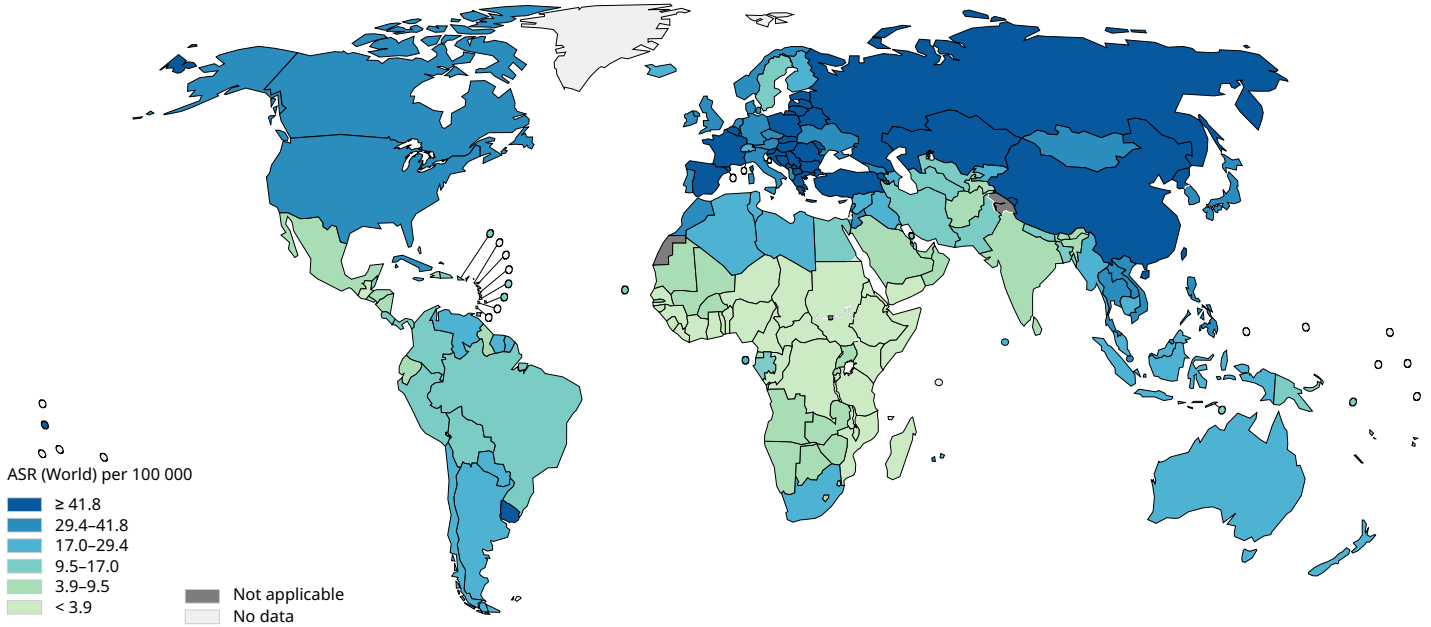 ASR (World) per 100 000
≥ 41.8
29.4–41.8
17.0–29.4
9.5–17.0
3.9–9.5
< 3.9
Not applicable
No data